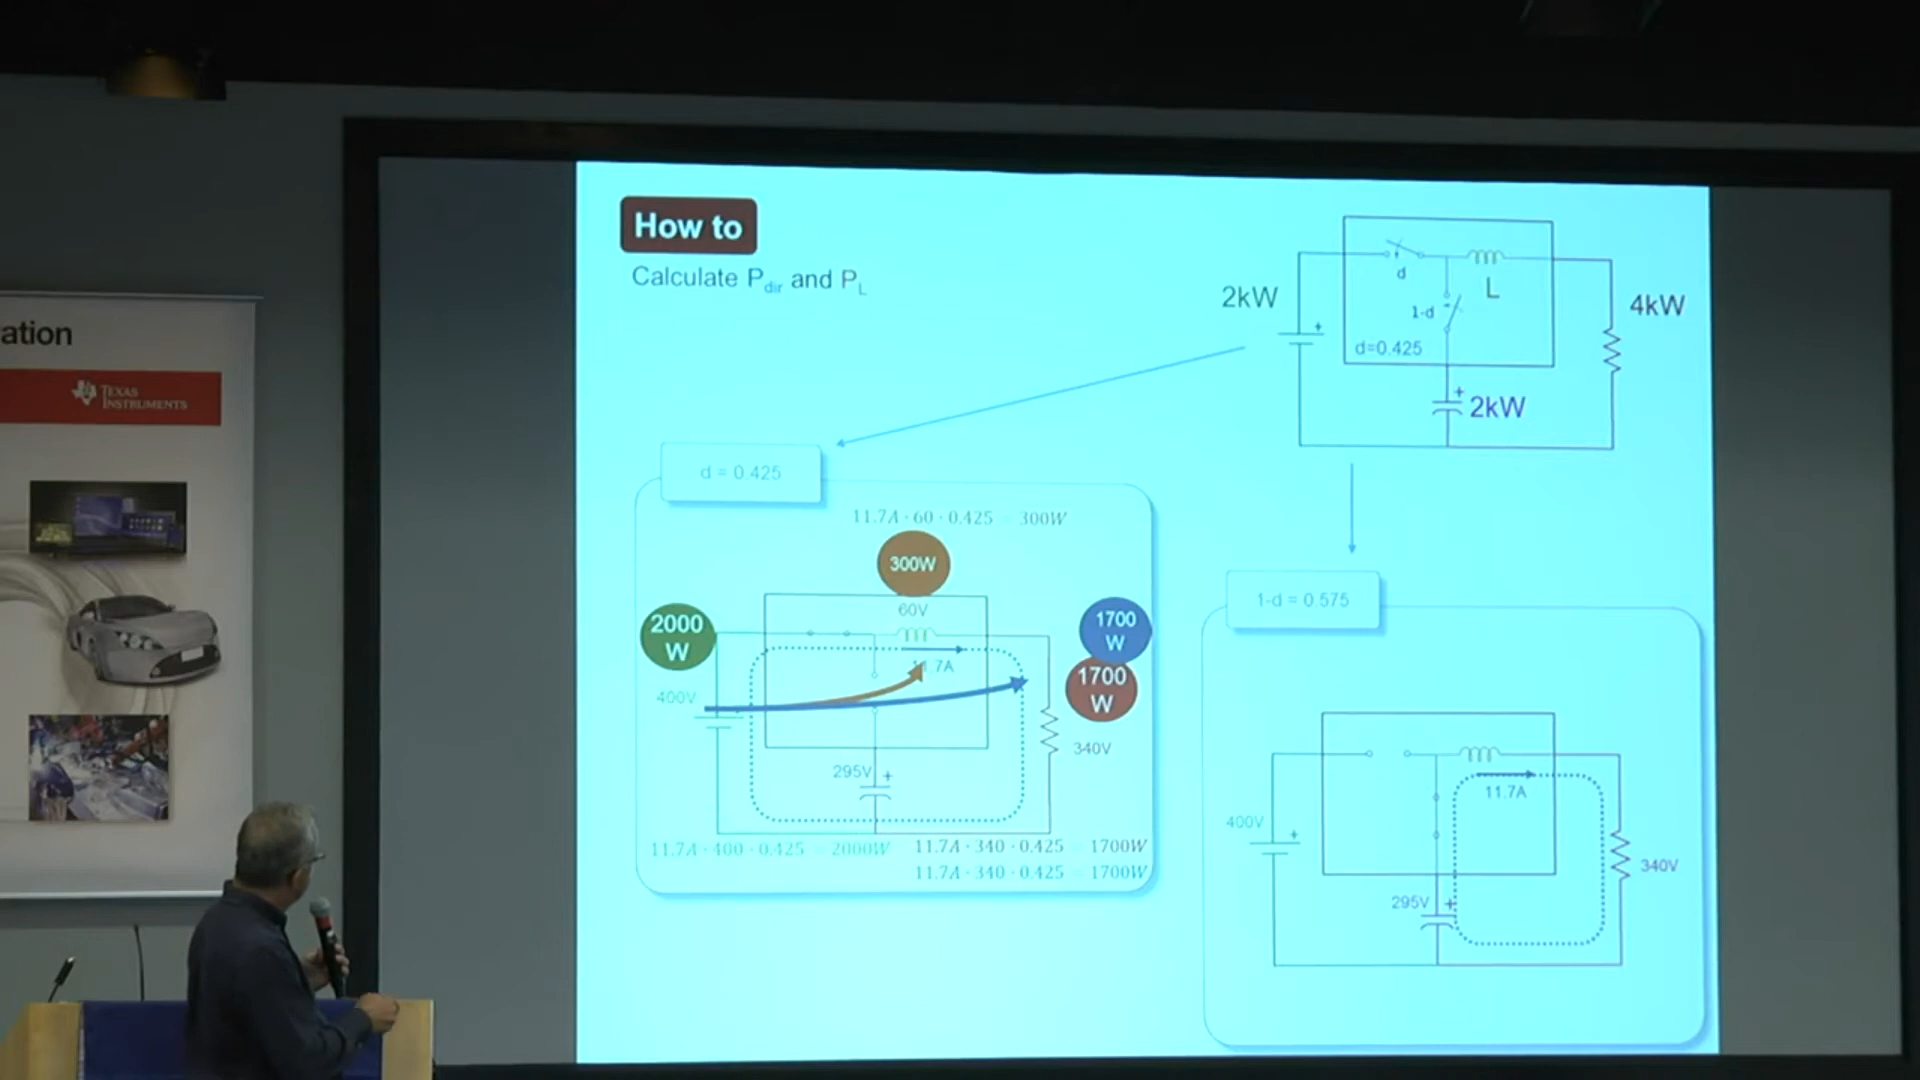 ation
TEXAS
INSTRUMENTS
How to
Calculate P_dir and P_L
2kW
d
L
1-d
d=0.425
4kW
+
+
2kW
d = 0.425
11.7A · 60 · 0.425 = 300W
300W
60V
2000
W
1700
W
1700
W
400V
340V
295V
+
11.7A · 400 · 0.425 = 2000W
11.7A · 340 · 0.425 = 1700W
11.7A · 340 · 0.425 = 1700W
1-d = 0.575
11.7A
400V
+
340V
295V
+